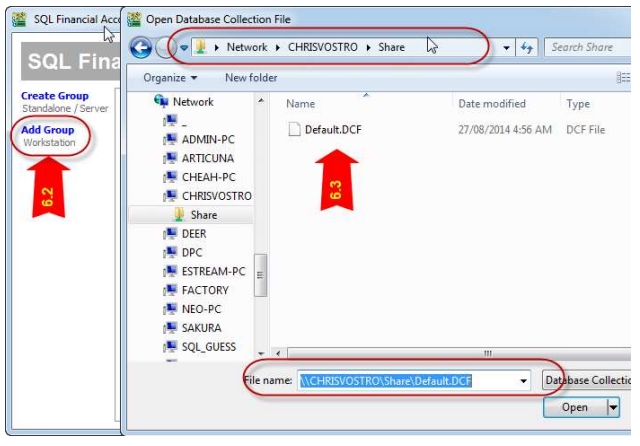 SQL Financial Acc
SQL Fina
Create Group
Standalone / Server
Add Group
Workstation
6.2
Open Database Collection File
Network ▸ CHRISVOSTRO ▸ Share
Search Share
Organize
New folder
Network
_
ADMIN-PC
ARTICUNA
CHEAH-PC
CHRISVOSTRO
Share
DEER
DPC
ESTREAM-PC
FACTORY
NEO-PC
SAKURA
SQL_GUESS
Name Date modified Type
Default.DCF 27/08/2014 4:56 AM DCF File
6.3
File name: \\CHRISVOSTRO\Share\Default.DCF
Database Collectio
Open